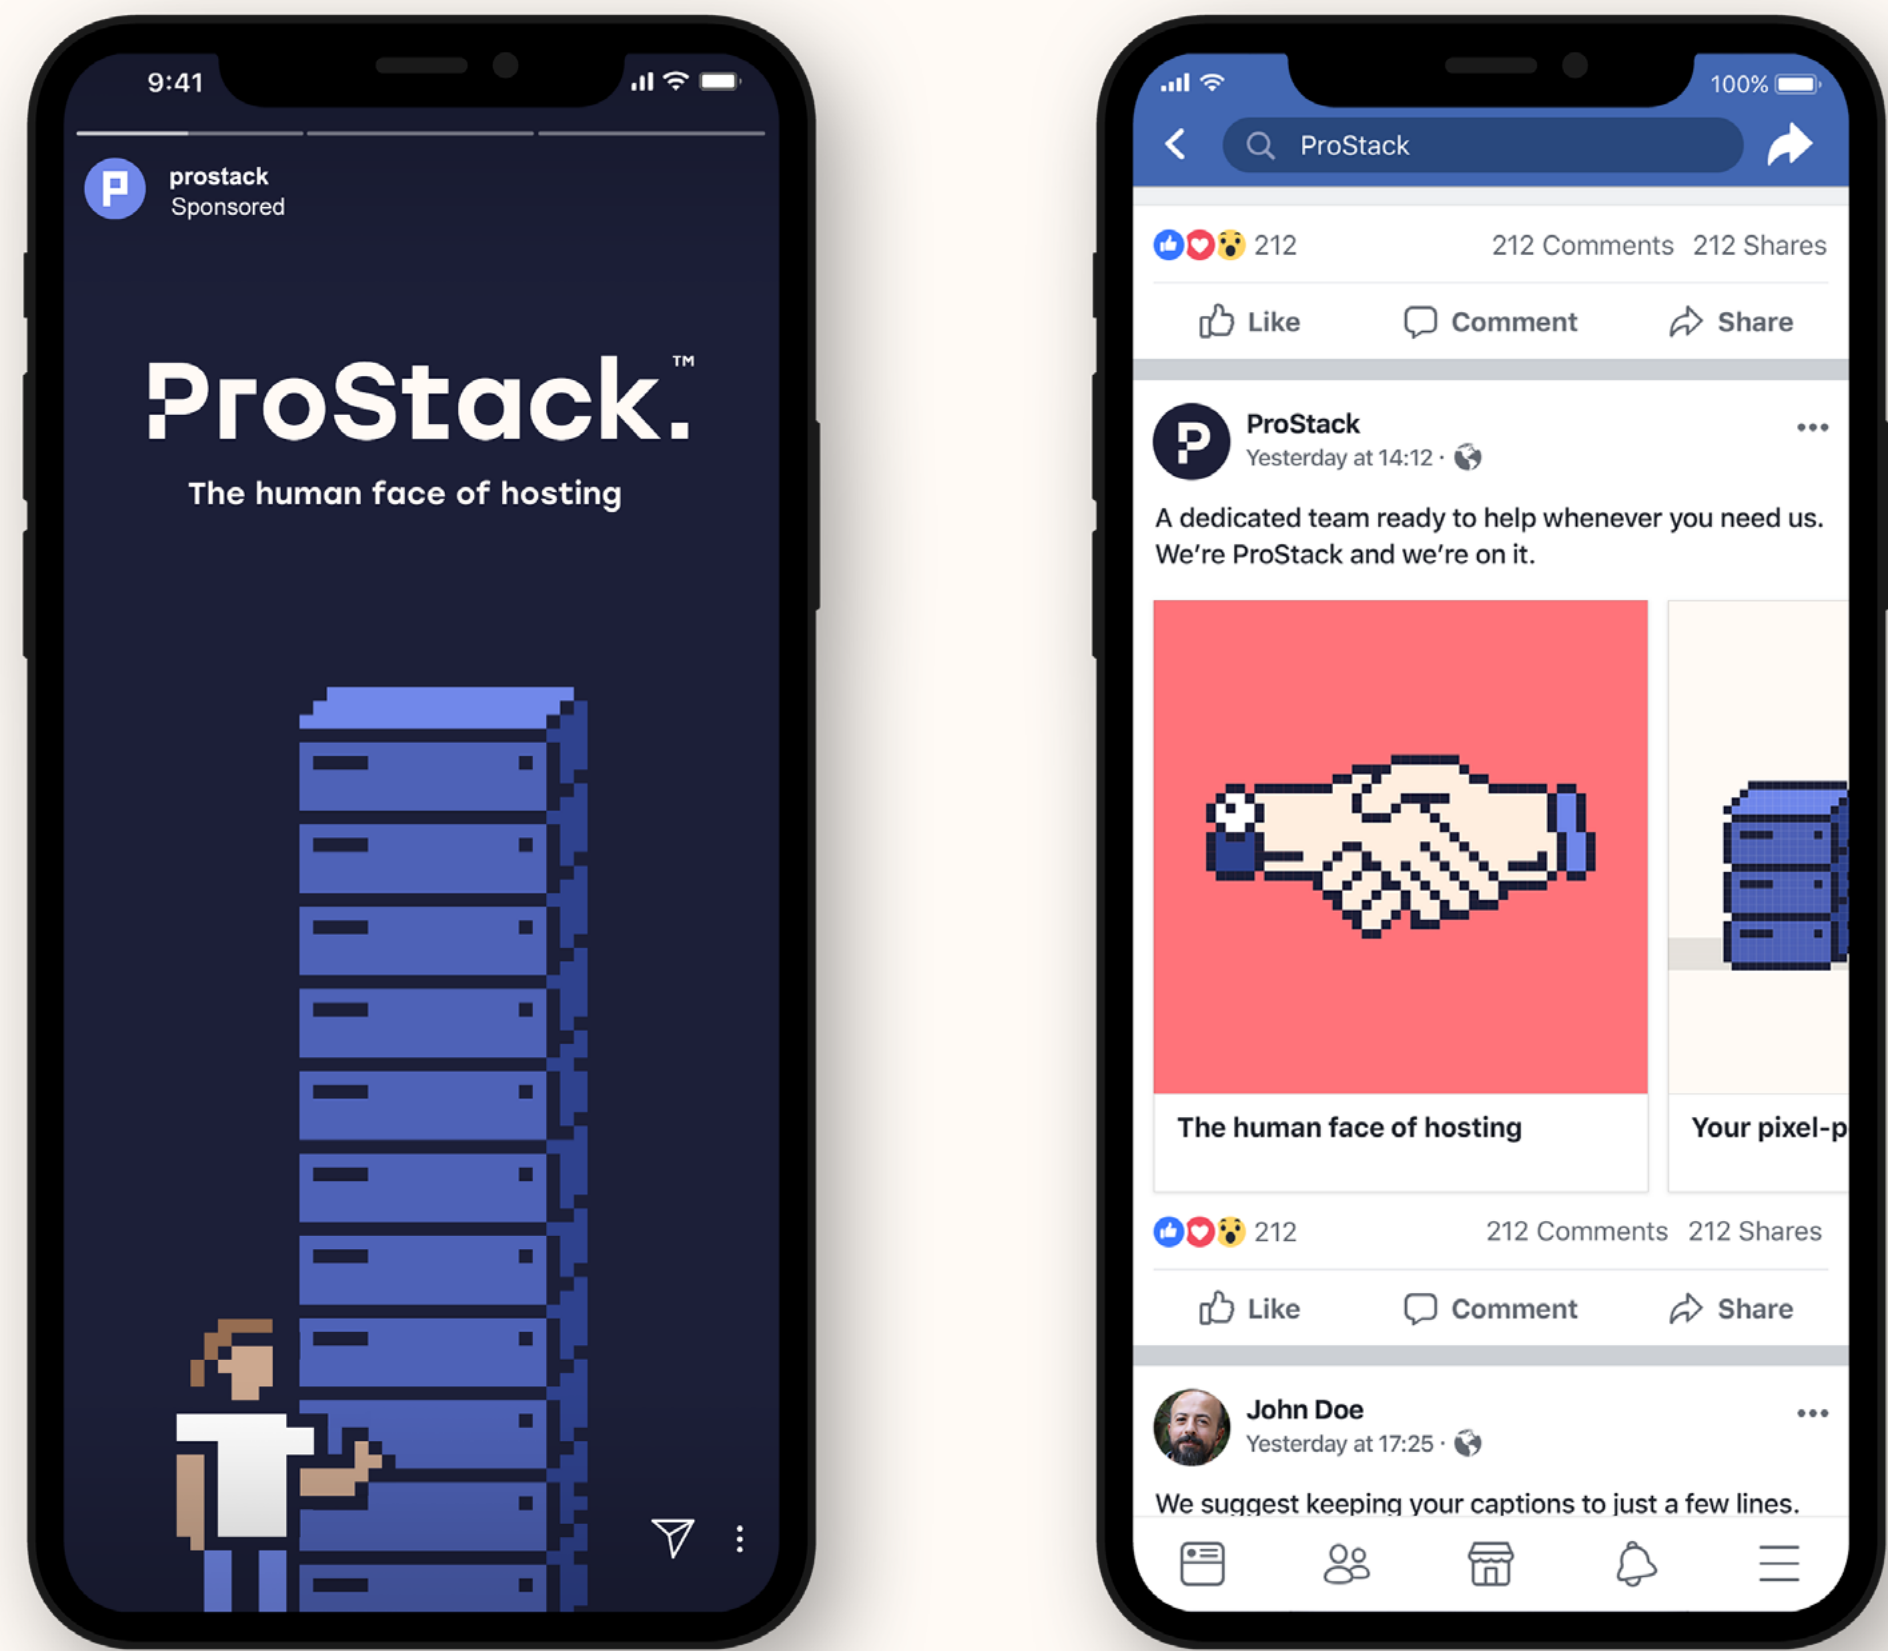 9:41
prostack
Sponsored
ProStack.™
The human face of hosting
100%
ProStack
212 212 Comments 212 Shares
Like Comment Share
ProStack
Yesterday at 14:12 ·
A dedicated team ready to help whenever you need us.
We’re ProStack and we’re on it.
The human face of hosting
Your pixel-p
212 212 Comments 212 Shares
Like Comment Share
John Doe
Yesterday at 17:25 ·
We suggest keeping your captions to just a few lines.